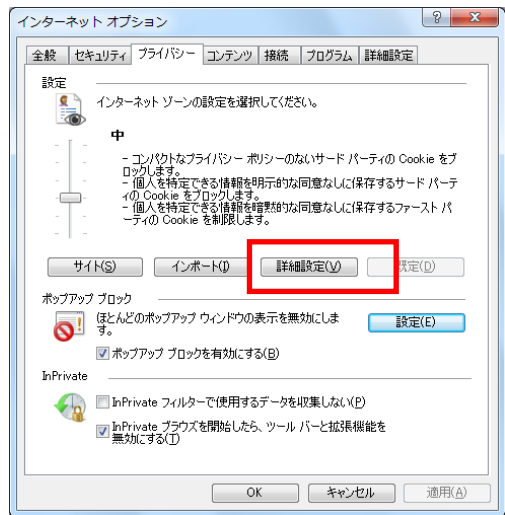 インターネット オプション
全般 セキュリティ プライバシー コンテンツ 接続 プログラム 詳細設定
設定
インターネット ゾーンの設定を選択してください。
中
- コンパクトなプライバシー ポリシーのないサード パーティの Cookie をブ
ロックします。
- 個人を特定できる情報を明示的な同意なしに保存するサード パーテ
ィの Cookie をブロックします。
- 個人を特定できる情報を暗黙的な同意なしに保存するファースト パ
ーティの Cookie を制限します。
サイト(S) インポート(I) 詳細設定(V) 既定(D)
ポップアップ ブロック
ほとんどのポップアップ ウィンドウの表示を無効にしま
す。
設定(E)
ポップアップ ブロックを有効にする(B)
InPrivate
InPrivate フィルターで使用するデータを収集しない(P)
InPrivate ブラウズを開始したら、ツール バーと拡張機能を
無効にする(T)
OK キャンセル 適用(A)